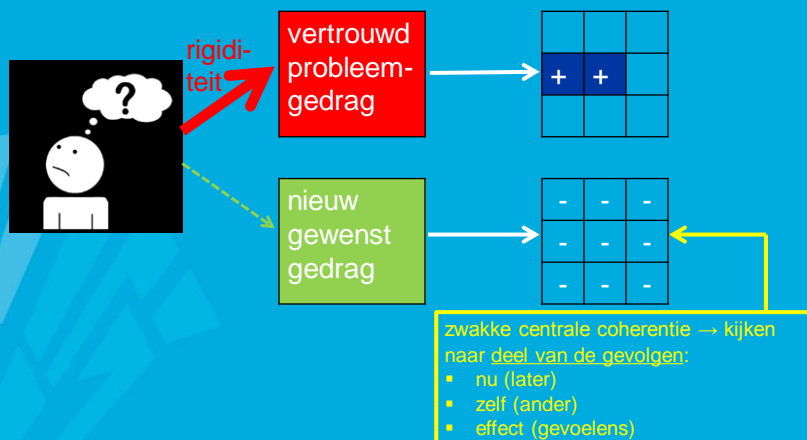 ?
rigidi-
teit
vertrouwd
probleem-
gedrag
+ +
nieuw
gewenst
gedrag
- - -
- - -
- - -
zwakke centrale coherentie → kijken
naar deel van de gevolgen:
▪ nu (later)
▪ zelf (ander)
▪ effect (gevoelens)